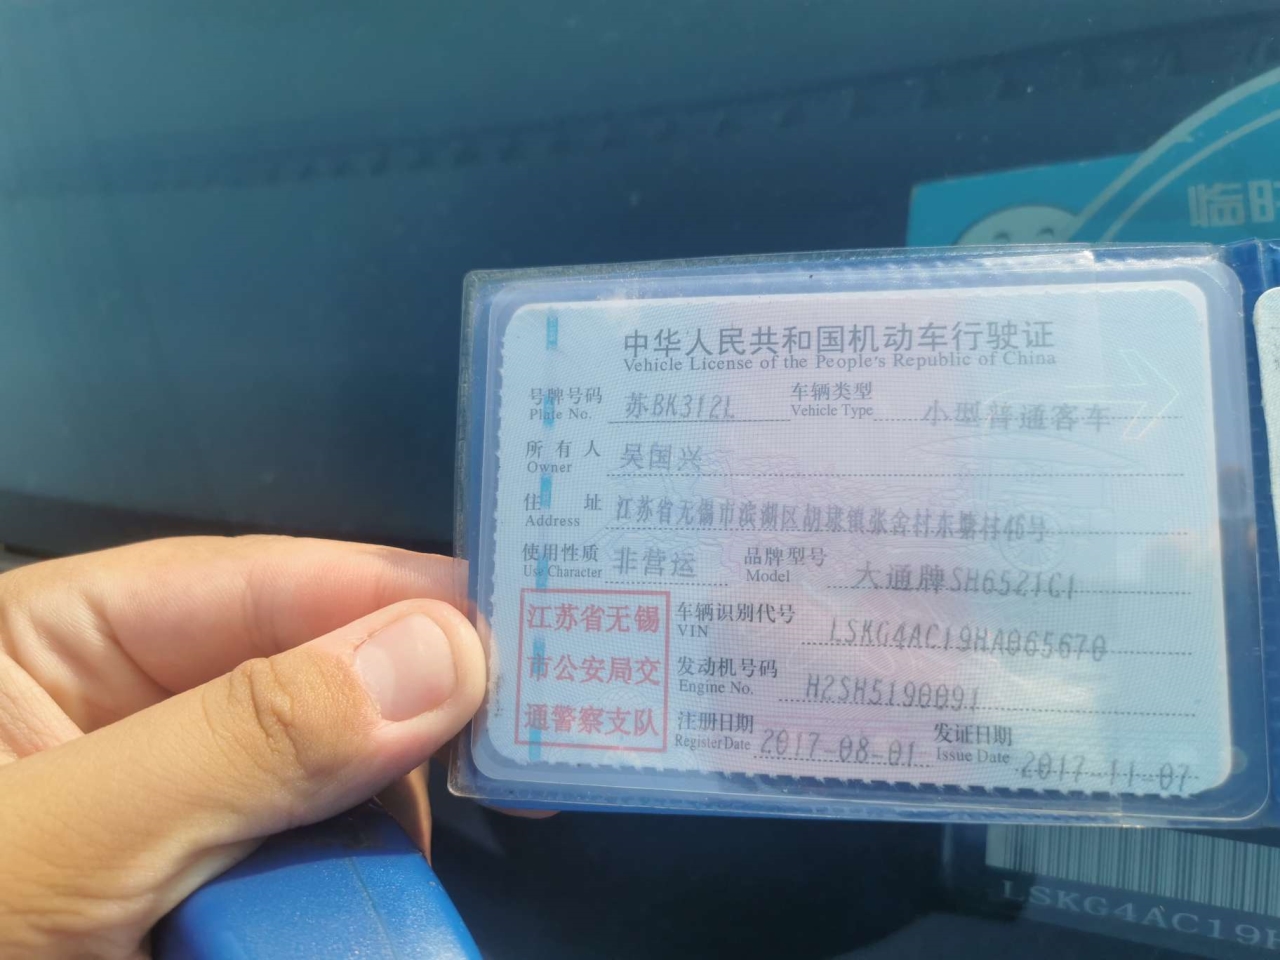 临时
中华人民共和国机动车行驶证
Vehicle License of the People's Republic of China
号牌号码 苏BK312L 车辆类型 小型普通客车
Plate No. Vehicle Type
所有人 吴国兴
Owner
住址 江苏省无锡市滨湖区胡埭镇张舍村东塘村46号
Address
使用性质 非营运 品牌型号 大通牌SH6521C1
Use Character Model
江苏省无锡
市公安局交
通警察支队
车辆识别代号 LSKG4AC19HA065670
VIN
发动机号码 H2SH5190091
Engine No.
注册日期 2017-08-01 发证日期 2017-11-07
Register Date Issue Date
LSKG4AC19H